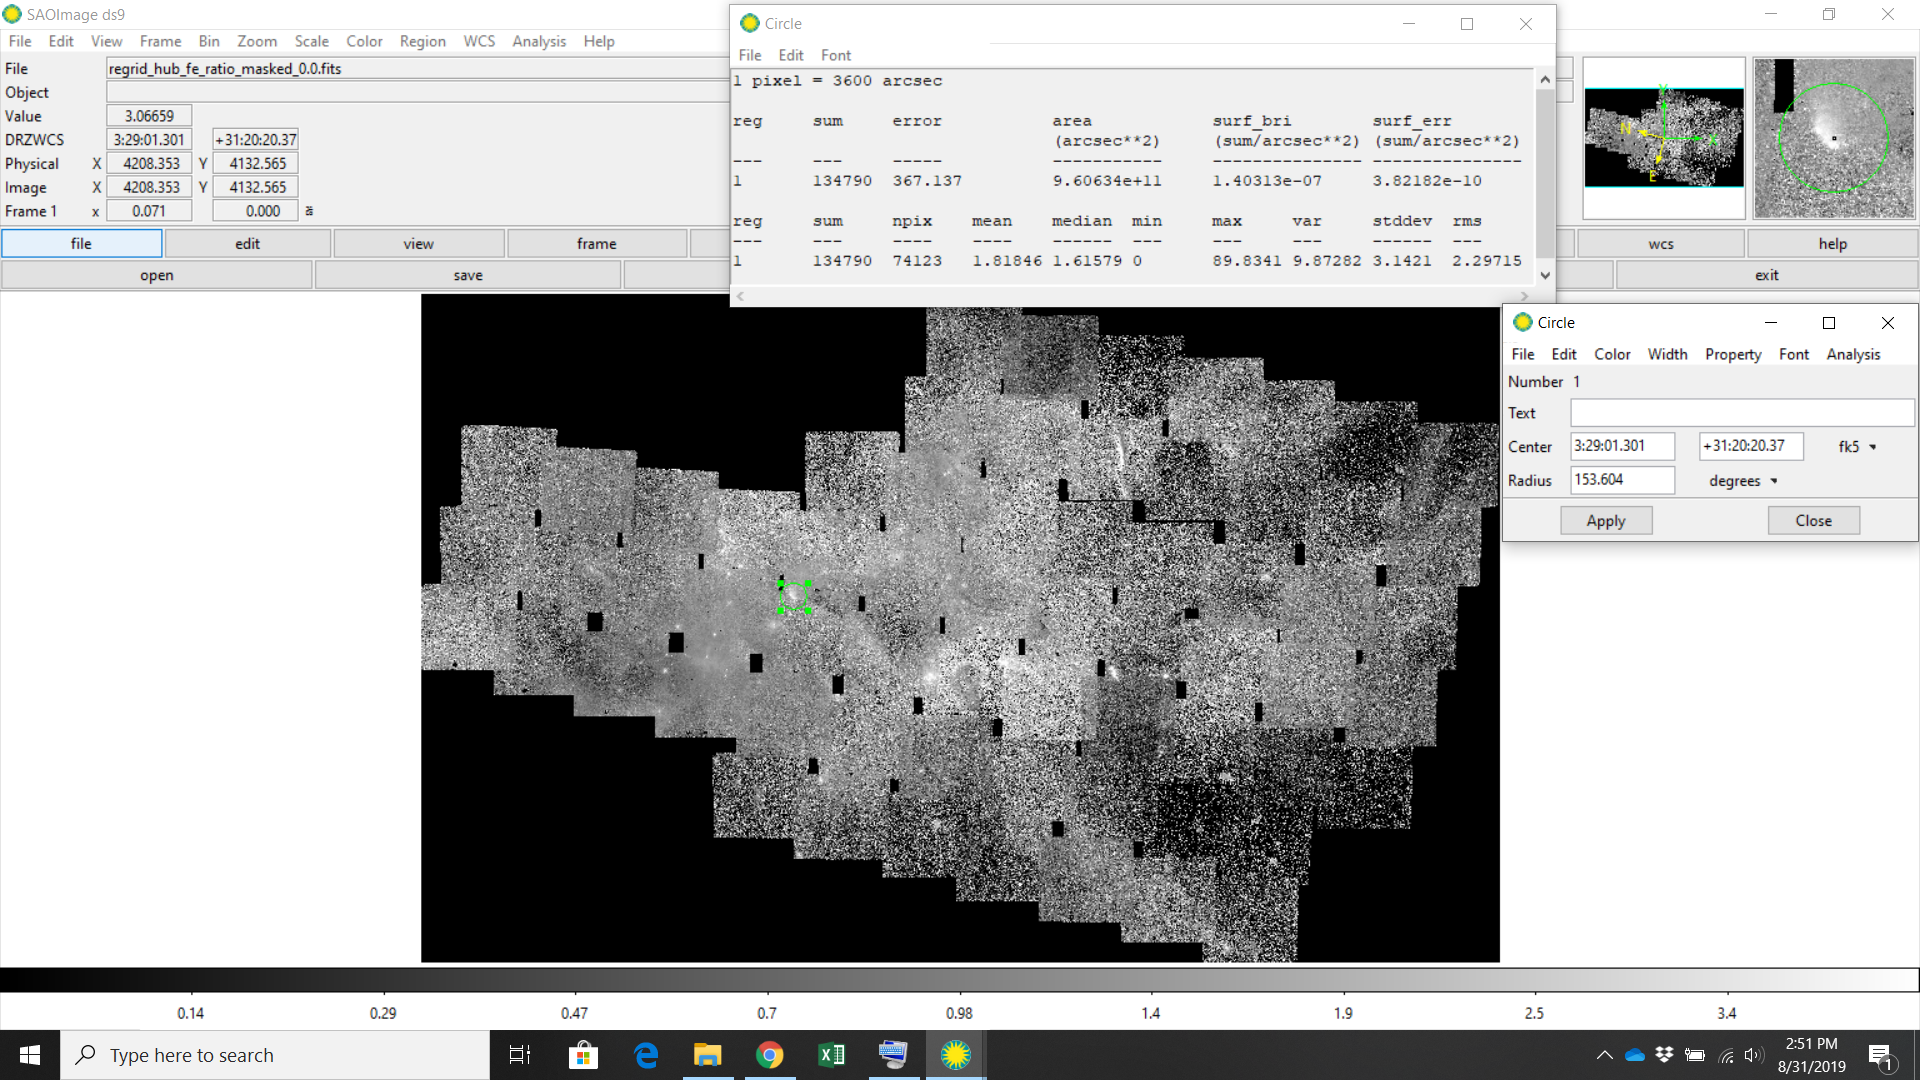 SAOImage ds9
File Edit View Frame Bin Zoom Scale Color Region WCS Analysis Help
File regrid_hub_fe_ratio_masked_0.0.fits
Object
Value 3.06659
DRZWCS 3:29:01.301 +31:20:20.37
Physical X 4208.353 Y 4132.565
Image X 4208.353 Y 4132.565
Frame 1 x 0.071 0.000
file edit view frame wcs help
open save exit
Circle
File Edit Font
1 pixel = 3600 arcsec
reg sum error area surf_bri surf_err
(arcsec**2) (sum/arcsec**2) (sum/arcsec**2)
--- --- ----- ----------- --------------- ---------------
1 134790 367.137 9.60634e+11 1.40313e-07 3.82182e-10
reg sum npix mean median min max var stddev rms
--- --- ---- ---- ------ --- --- --- ------ ---
1 134790 74123 1.81846 1.61579 0 89.8341 9.87282 3.1421 2.29715
Y
N
X
E
Circle
File Edit Color Width Property Font Analysis
Number 1
Text
Center 3:29:01.301 +31:20:20.37 fk5
Radius 153.604 degrees
Apply Close
0.14 0.29 0.47 0.7 0.98 1.4 1.9 2.5 3.4
Type here to search
2:51 PM
8/31/2019
1